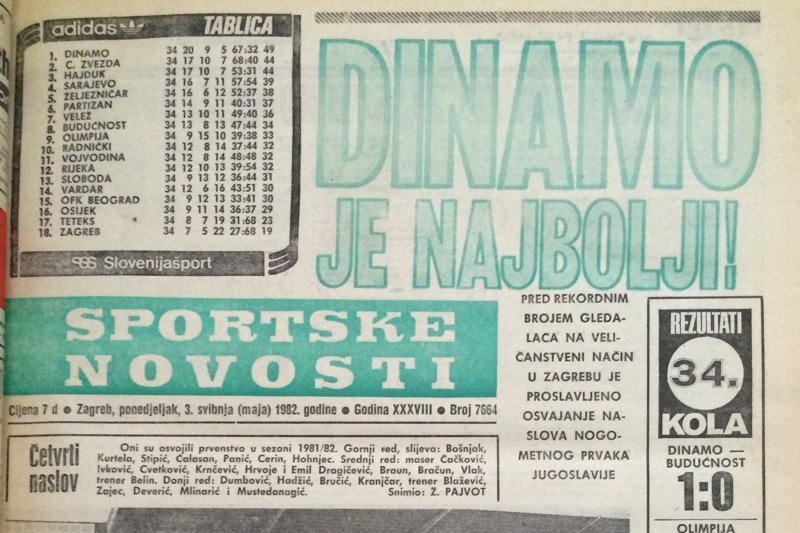 adidas TABLICA
1. DINAMO 34 20 9 5 67:32 49
2. C. ZVEZDA 34 17 10 7 68:40 44
3. HAJDUK 34 17 10 7 53:31 44
4. SARAJEVO 34 16 7 11 57:54 39
5. ŽELJEZNIČAR 34 16 6 12 52:37 38
6. PARTIZAN 34 14 9 11 40:31 37
7. VELEŽ 34 13 10 11 49:40 36
8. BUDUĆNOST 34 13 8 13 47:44 34
9. OLIMPIJA 34 9 15 10 39:38 33
10. RADNIČKI 34 12 8 14 37:44 32
11. VOJVODINA 34 12 8 14 48:48 32
12. RIJEKA 34 12 10 13 39:54 32
13. SLOBODA 34 9 13 12 36:44 31
14. VARDAR 34 12 6 16 43:51 30
15. OFK BEOGRAD 34 9 12 13 33:41 30
16. OSIJEK 34 9 11 14 36:37 29
17. TETEKS 34 8 7 19 31:68 23
18. ZAGREB 34 7 5 22 27:68 19
Slovenijašport
DINAMO
JE NAJBOLJI!
SPORTSKE
NOVOSTI
Cijena 7 d • Zagreb, ponedjeljak, 3. svibnja (maja) 1982. godine • Godina XXXVIII • Broj 7664
PRED REKORDNIM
BROJEM GLEDA-
LACA NA VELI-
ČANSTVENI NAČIN
U ZAGREBU JE
PROSLAVLJENO
OSVAJANJE NA-
SLOVA NOGO-
METNOG PRVAKA
JUGOSLAVIJE
REZULTATI
34.
KOLA
DINAMO —
BUDUĆNOST
1:0
OLIMPIJA
Četvrti
naslov
Oni su osvojili prvenstvo u sezoni 1981/82. Gornji red, slijeva: Bošnjak,
Kurtela, Stipić, Calasan, Panić, Cerin, Hohnjec. Srednji red: maser Čačković,
Ivković, Cvetković, Krnčević, Hrvoje i Emil Dragičević, Braun, Bračun, Vlak,
trener Belin. Donji red: Dumbović, Hadžić, Bručić, Kranjčar, trener Blažević,
Zajec, Deverić, Mlinarić i Mustedanagić. Snimio: Z. PAJVOT